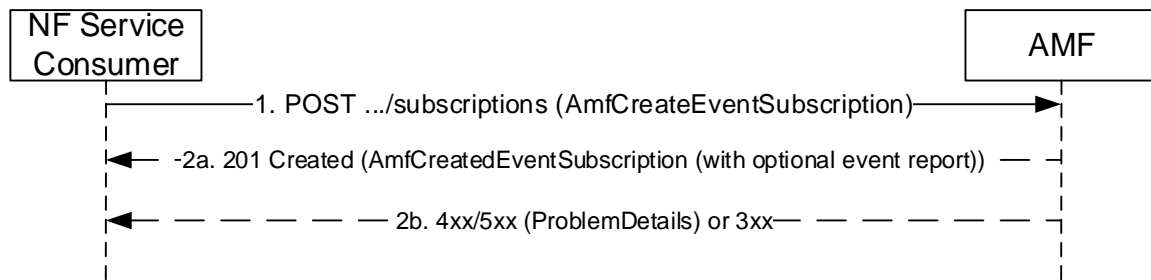 NF Service
Consumer
AMF
1. POST .../subscriptions (AmfCreateEventSubscription)
2a. 201 Created (AmfCreatedEventSubscription (with optional event report))
2b. 4xx/5xx (ProblemDetails) or 3xx